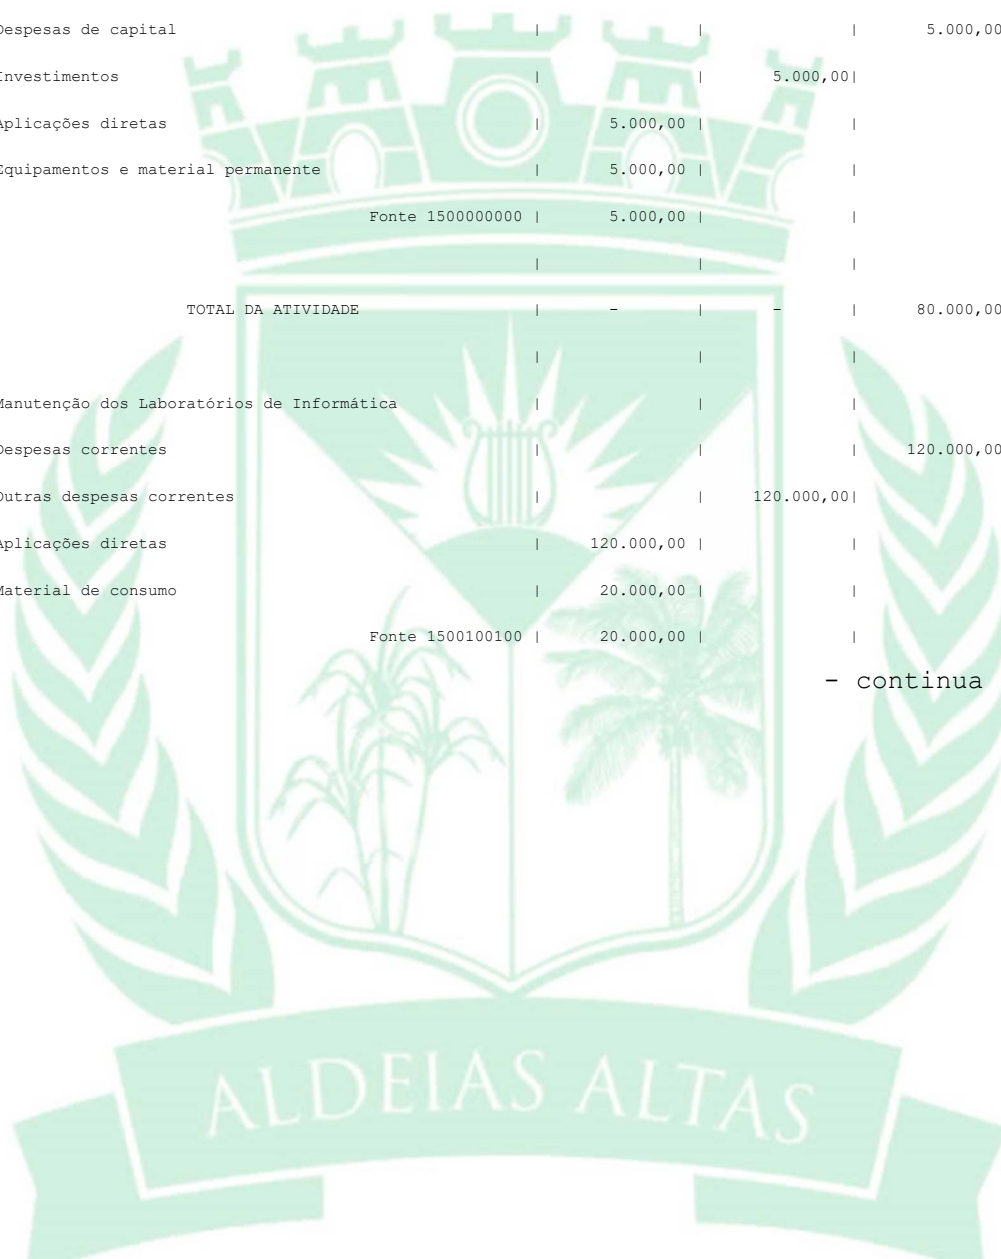 Despesas de capital | | | 5.000,00
Investimentos | | 5.000,00|
Aplicações diretas | 5.000,00 | |
Equipamentos e material permanente | 5.000,00 | |
Fonte 1500000000 | 5.000,00 | |
| | |
TOTAL DA ATIVIDADE | - | - | 80.000,00
| | |
Manutenção dos Laboratórios de Informática | | |
Despesas correntes | | | 120.000,00
Outras despesas correntes | | 120.000,00|
Aplicações diretas | 120.000,00 | |
Material de consumo | 20.000,00 | |
Fonte 1500100100 | 20.000,00 | |
- continua
ALDEIAS ALTAS